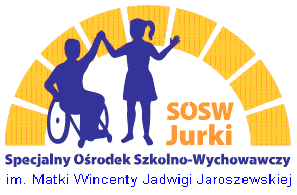 SOSW
Jurki
Specjalny Ośrodek Szkolno-Wychowawczy
im. Matki Wincenty Jadwigi Jaroszewskiej